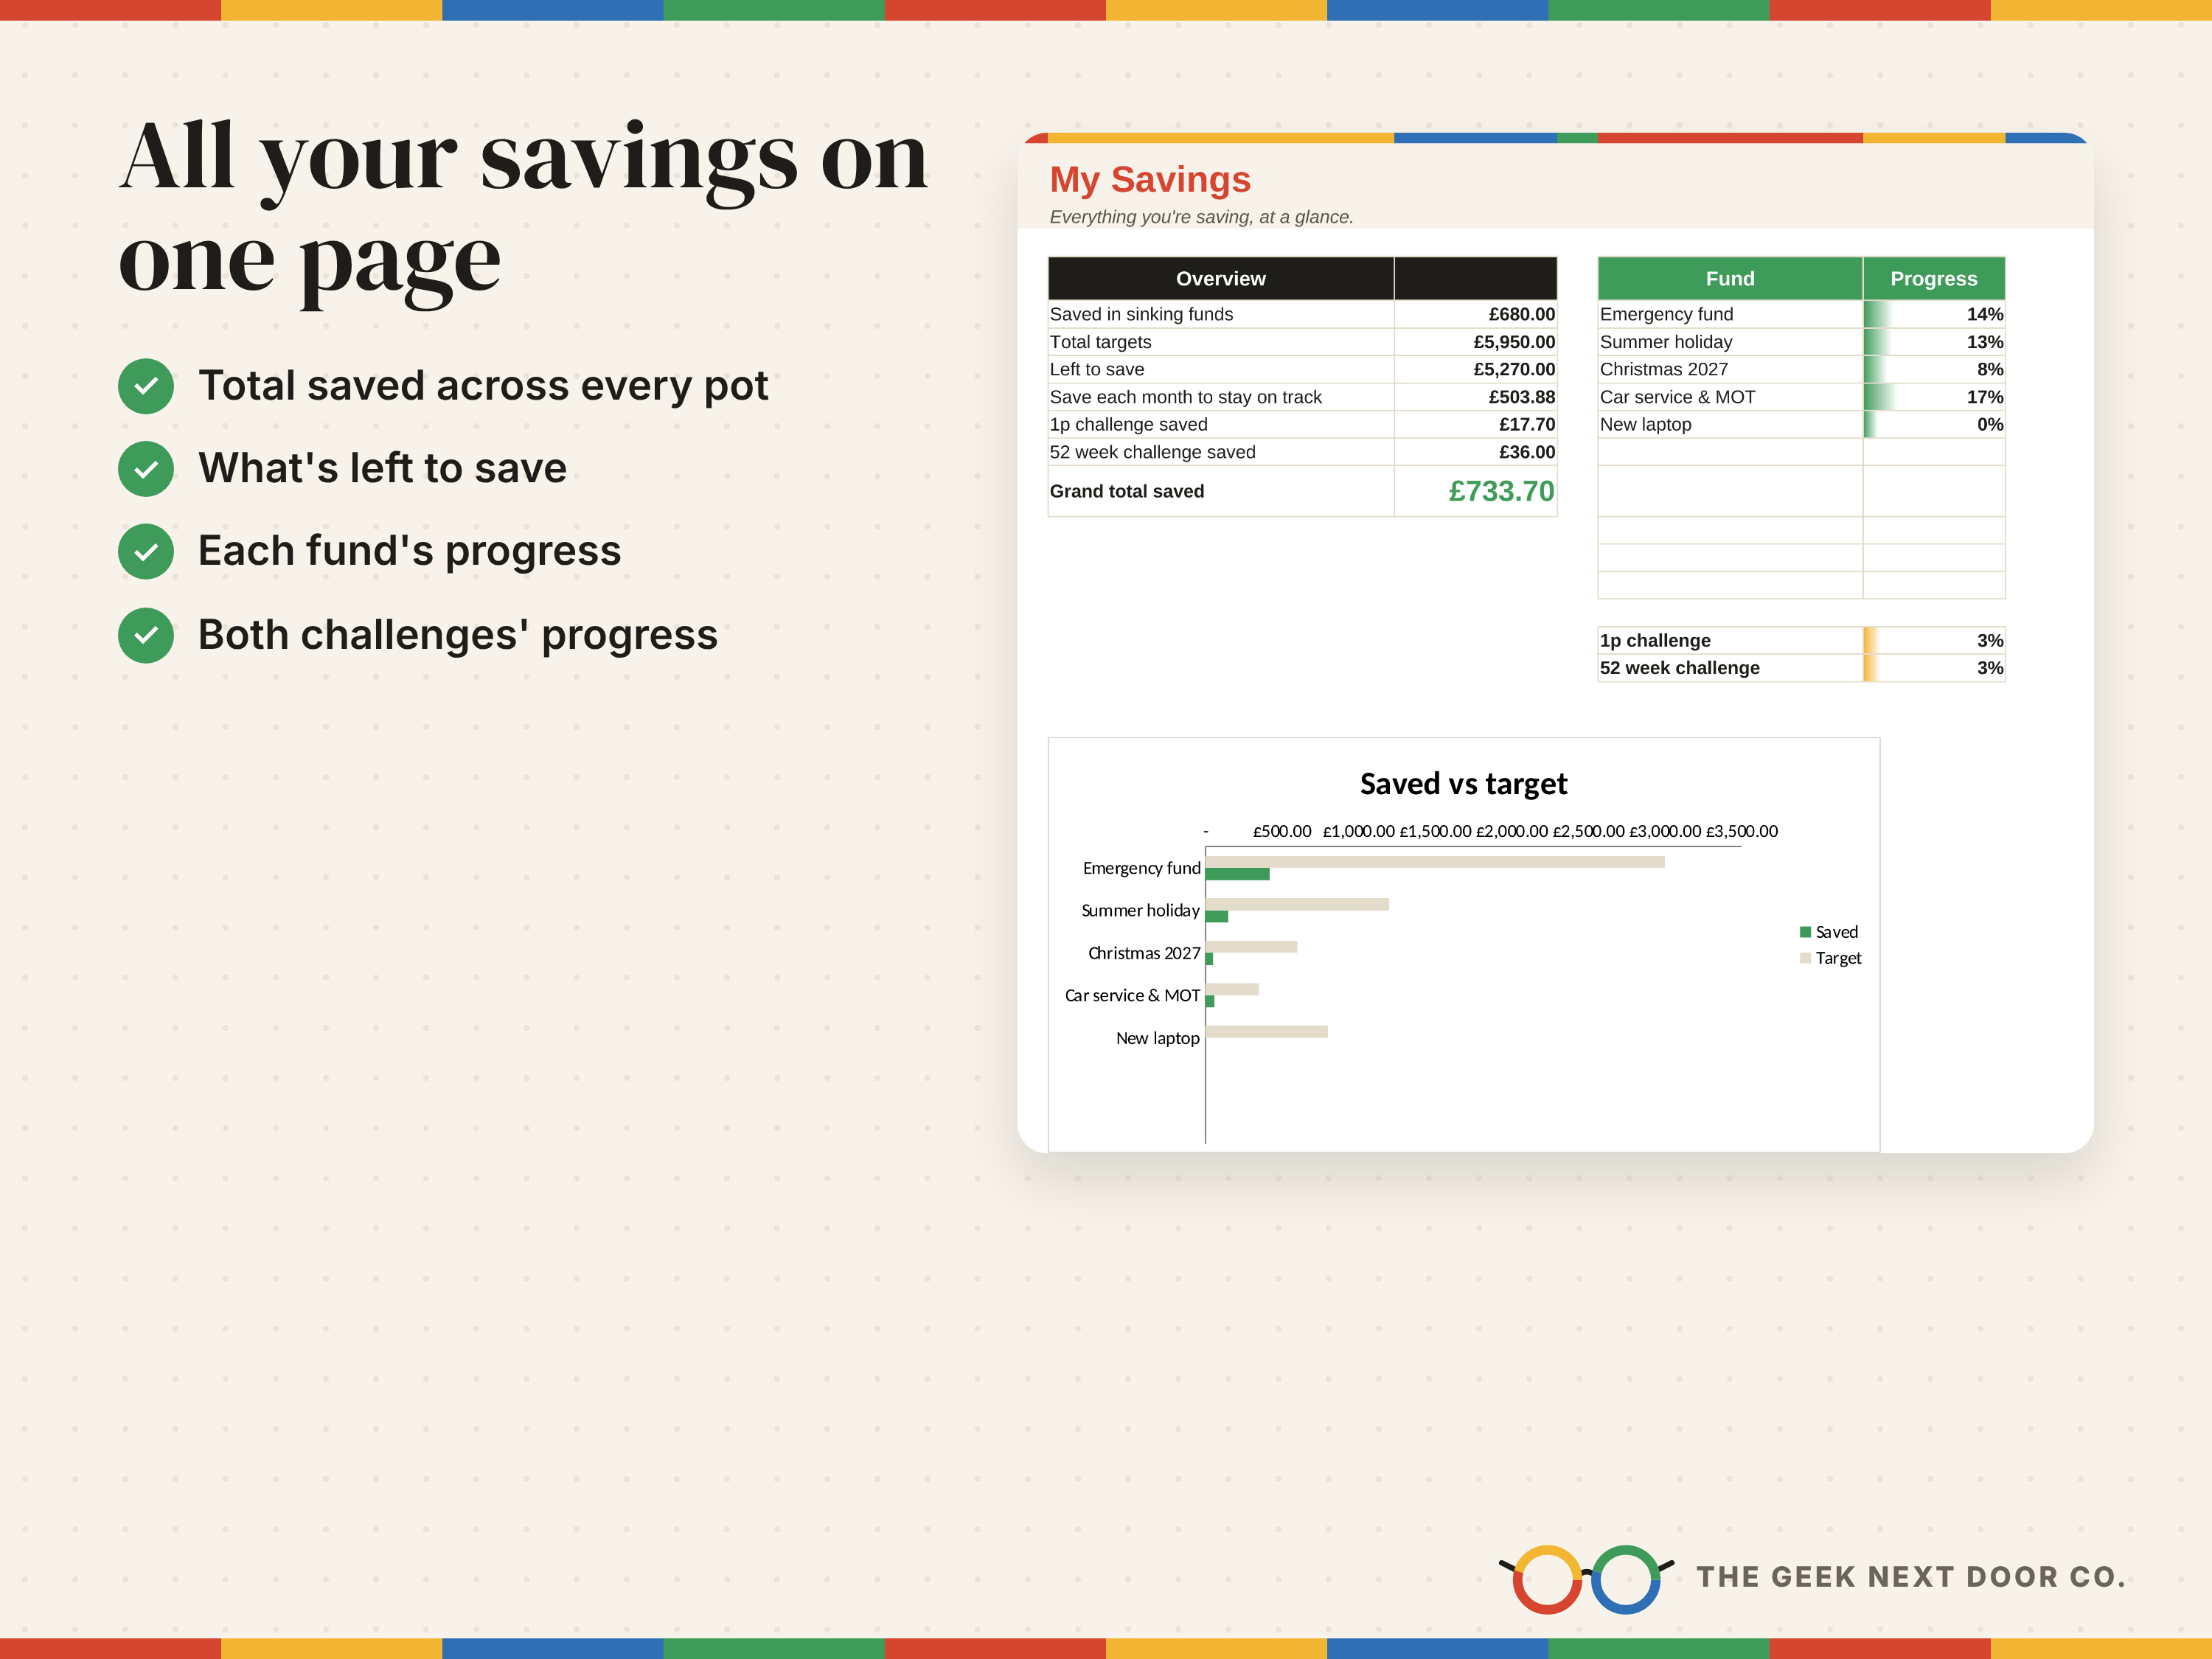 All your savings on
one page
Total saved across every pot
What's left to save
Each fund's progress
Both challenges' progress
My Savings
Everything you're saving, at a glance.
Overview
Saved in sinking funds £680.00
Total targets £5,950.00
Left to save £5,270.00
Save each month to stay on track £503.88
1p challenge saved £17.70
52 week challenge saved £36.00
Grand total saved £733.70
Fund Progress
Emergency fund 14%
Summer holiday 13%
Christmas 2027 8%
Car service & MOT 17%
New laptop 0%
1p challenge 3%
52 week challenge 3%
Saved vs target
- £500.00 £1,000.00 £1,500.00 £2,000.00 £2,500.00 £3,000.00 £3,500.00
Emergency fund
Summer holiday
Christmas 2027
Car service & MOT
New laptop
Saved
Target
THE GEEK NEXT DOOR CO.